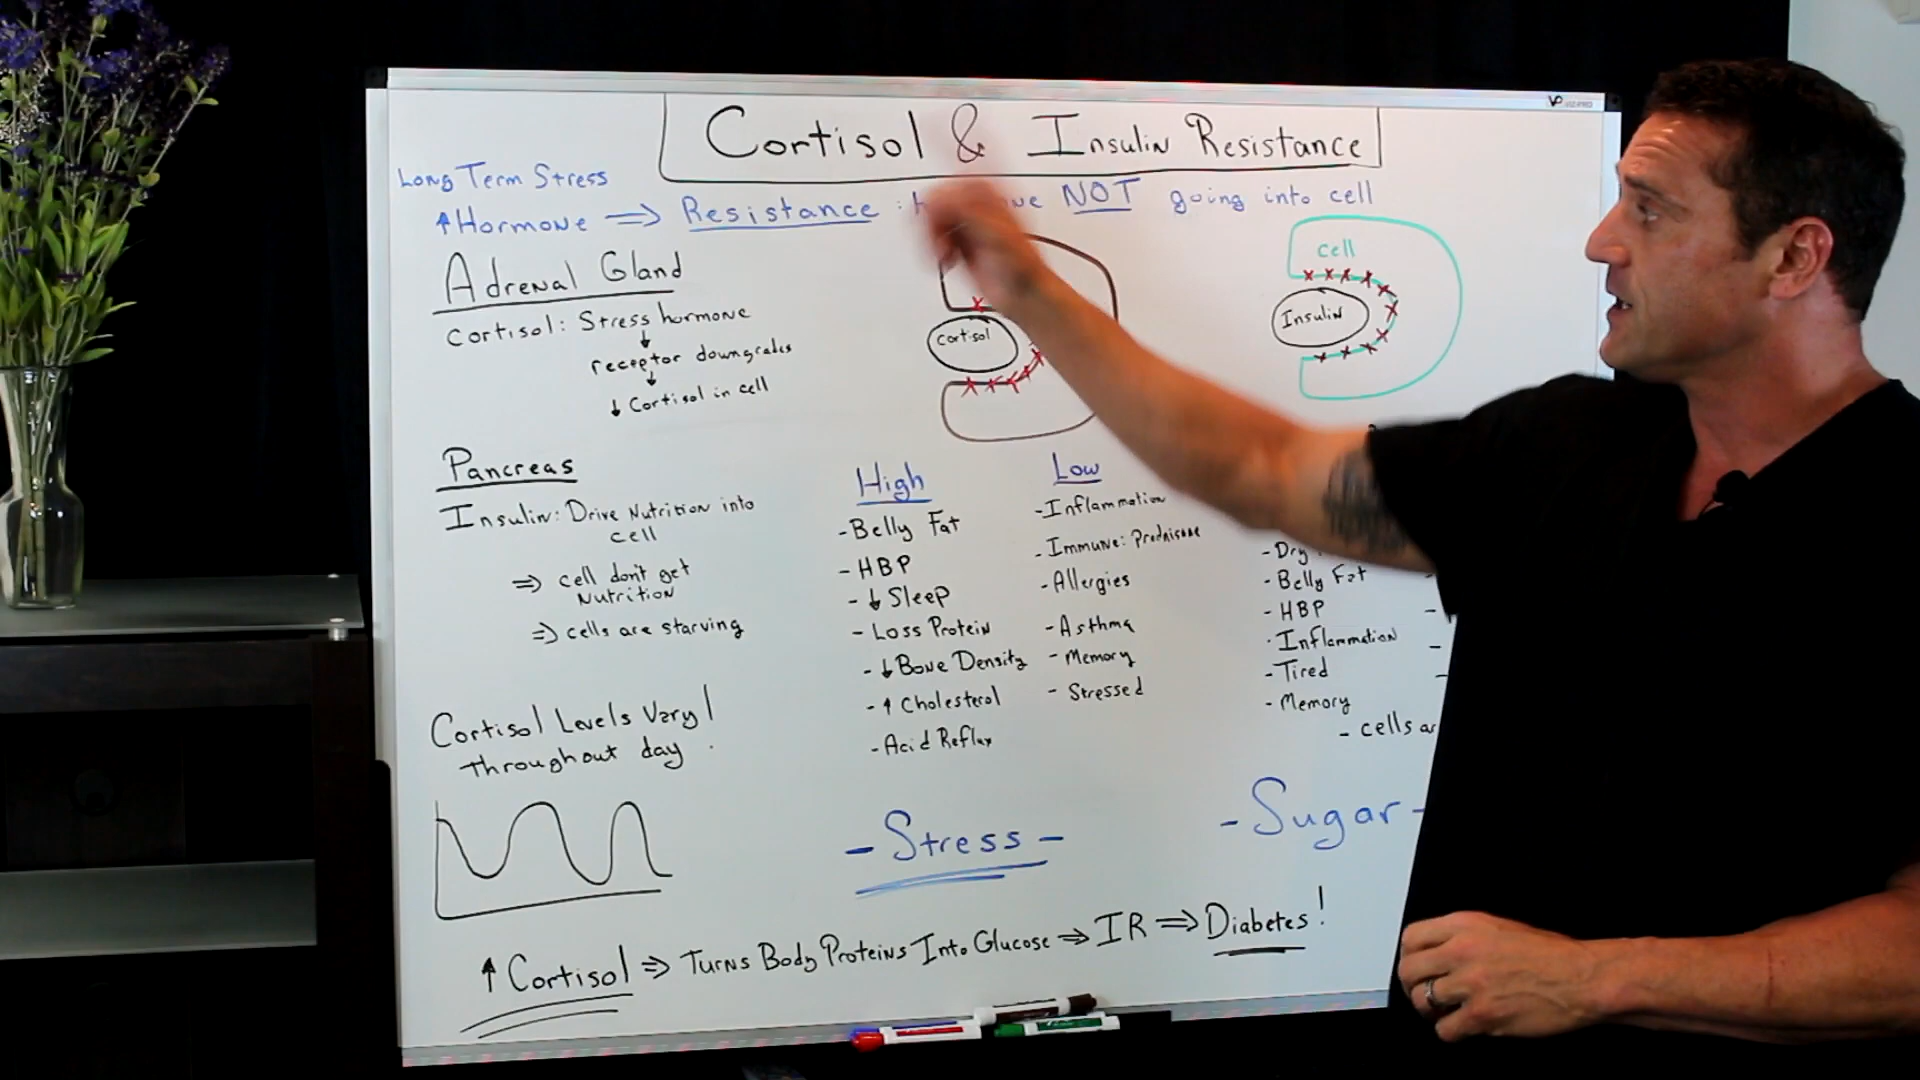 Cortisol & Insulin Resistance
Long Term Stress
↑Hormone ⇒ Resistance : NOT going into cell
Adrenal Gland
Cortisol: Stress hormone
↓
receptor downgrades
↓
↓ Cortisol in cell
cortisol
cell
Insulin
Pancreas
Insulin: Drive Nutrition into
cell
⇒ cell don't get
Nutrition
⇒ cells are starving
Cortisol Levels Vary!
throughout day
High
-Belly Fat
-HBP
-↓Sleep
-Loss Protein
-↓Bone Density
-↑Cholesterol
-Acid Reflux
Low
-Inflammation
-Immune: Prednisone
-Allergies
-Asthma
-Memory
-Stressed
-Dry
-Belly Fat
-HBP
-Inflammation
-Tired
-Memory
-cells
-Stress-
-Sugar-
↑Cortisol ⇒ Turns Body Proteins Into Glucose ⇒ IR ⇒ Diabetes!